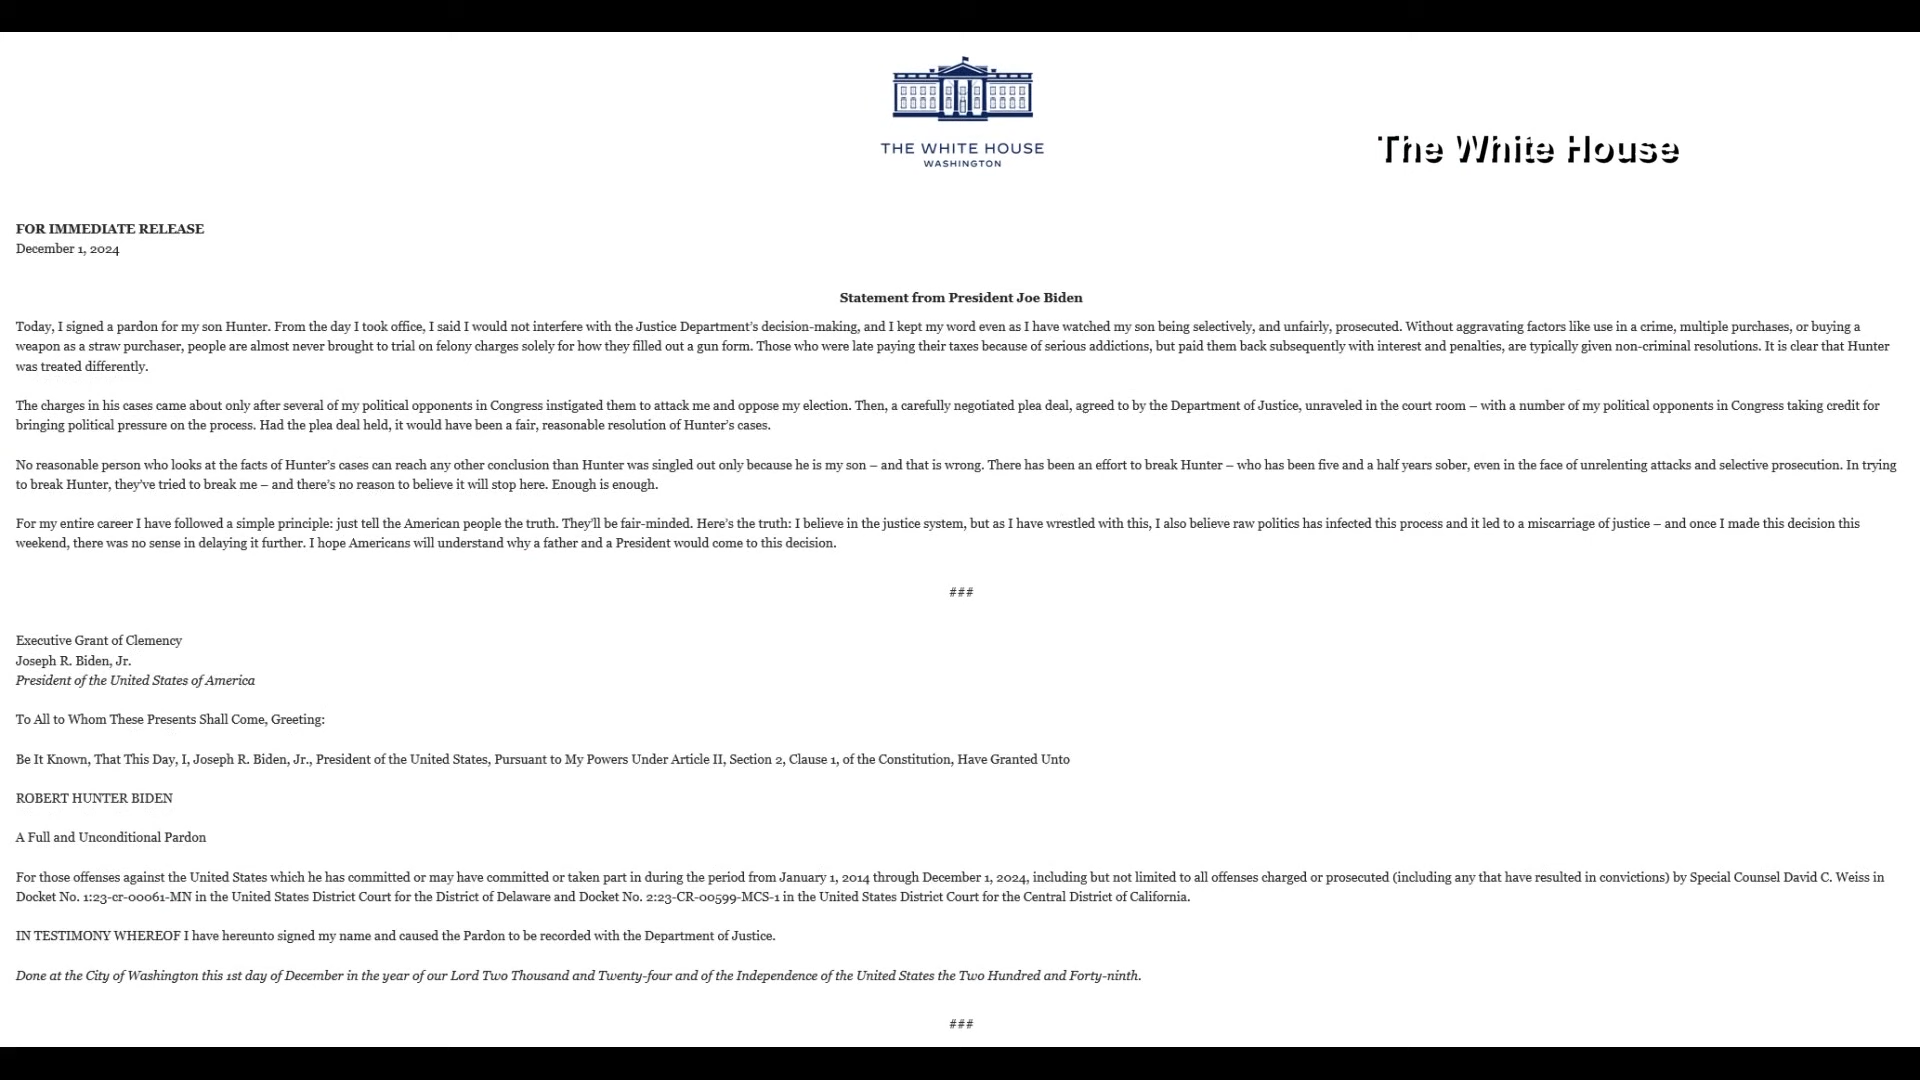 THE WHITE HOUSE
WASHINGTON
The White House
FOR IMMEDIATE RELEASE
December 1, 2024
Statement from President Joe Biden
Today, I signed a pardon for my son Hunter. From the day I took office, I said I would not interfere with the Justice Department's decision-making, and I kept my word even as I have watched my son being selectively, and unfairly, prosecuted. Without aggravating factors like use in a crime, multiple purchases, or buying a
weapon as a straw purchaser, people are almost never brought to trial on felony charges solely for how they filled out a gun form. Those who were late paying their taxes because of serious addictions, but paid them back subsequently with interest and penalties, are typically given non-criminal resolutions. It is clear that Hunter
was treated differently.
The charges in his cases came about only after several of my political opponents in Congress instigated them to attack me and oppose my election. Then, a carefully negotiated plea deal, agreed to by the Department of Justice, unraveled in the court room – with a number of my political opponents in Congress taking credit for
bringing political pressure on the process. Had the plea deal held, it would have been a fair, reasonable resolution of Hunter's cases.
No reasonable person who looks at the facts of Hunter's cases can reach any other conclusion than Hunter was singled out only because he is my son – and that is wrong. There has been an effort to break Hunter – who has been five and a half years sober, even in the face of unrelenting attacks and selective prosecution. In trying
to break Hunter, they've tried to break me – and there's no reason to believe it will stop here. Enough is enough.
For my entire career I have followed a simple principle: just tell the American people the truth. They'll be fair-minded. Here's the truth: I believe in the justice system, but as I have wrestled with this, I also believe raw politics has infected this process and it led to a miscarriage of justice – and once I made this decision this
weekend, there was no sense in delaying it further. I hope Americans will understand why a father and a President would come to this decision.
###
Executive Grant of Clemency
Joseph R. Biden, Jr.
President of the United States of America
To All to Whom These Presents Shall Come, Greeting:
Be It Known, That This Day, I, Joseph R. Biden, Jr., President of the United States, Pursuant to My Powers Under Article II, Section 2, Clause 1, of the Constitution, Have Granted Unto
ROBERT HUNTER BIDEN
A Full and Unconditional Pardon
For those offenses against the United States which he has committed or may have committed or taken part in during the period from January 1, 2014 through December 1, 2024, including but not limited to all offenses charged or prosecuted (including any that have resulted in convictions) by Special Counsel David C. Weiss in
Docket No. 1:23-cr-00061-MN in the United States District Court for the District of Delaware and Docket No. 2:23-CR-00599-MCS-1 in the United States District Court for the Central District of California.
IN TESTIMONY WHEREOF I have hereunto signed my name and caused the Pardon to be recorded with the Department of Justice.
Done at the City of Washington this 1st day of December in the year of our Lord Two Thousand and Twenty-four and of the Independence of the United States the Two Hundred and Forty-ninth.
###